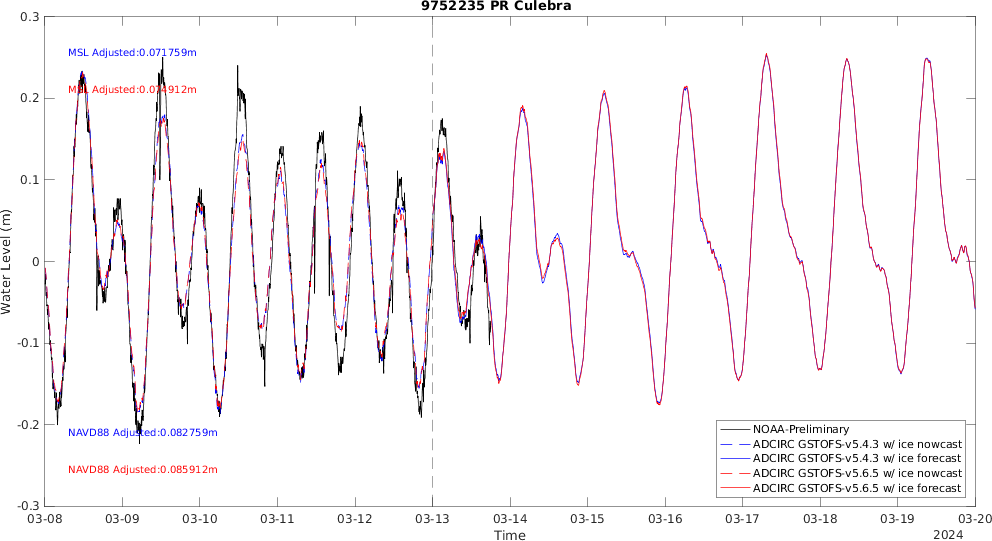 9752235 PR Culebra
0.3
0.2
0.1
0
-0.1
-0.2
-0.3
Water Level (m)
MSL Adjusted:0.071759m
MSL Adjusted:0.074912m
NAVD88 Adjusted:0.082759m
NAVD88 Adjusted:0.085912m
NOAA-Preliminary
ADCIRC GSTOFS-v5.4.3 w/ ice nowcast
ADCIRC GSTOFS-v5.4.3 w/ ice forecast
ADCIRC GSTOFS-v5.6.5 w/ ice nowcast
ADCIRC GSTOFS-v5.6.5 w/ ice forecast
03-08 03-09 03-10 03-11 03-12 03-13 03-14 03-15 03-16 03-17 03-18 03-19 03-20
Time
2024